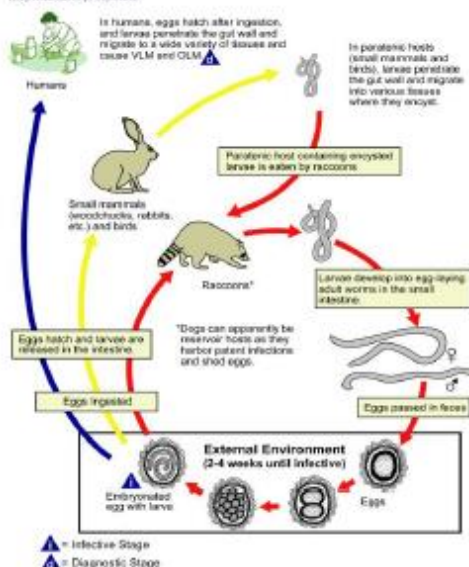 In humans, eggs hatch after ingestion,
and larvae penetrate the gut wall and
migrate to a wide variety of tissues and
cause VLM and OLM
d
Humans
In paratenic hosts
(small mammals and
birds), larvae penetrate
the gut wall and migrate
into various tissues
where they encyst.
Paratenic host containing encysted
larvae is eaten by raccoons
Small mammals
(woodchucks, rabbits,
etc.) and birds
Raccoons*
Larvae develop into egg-laying
adult worms in the small
intestine.
Eggs hatch and larvae are
released in the intestine.
*Dogs can apparently be
reservoir hosts as they
harbor patent infections
and shed eggs.
♀
♂
Eggs Ingested
Eggs passed in feces
External Environment
(2-4 weeks until infective)
i
Embryonated
egg with larva
Eggs
i = Infective Stage
d = Diagnostic Stage